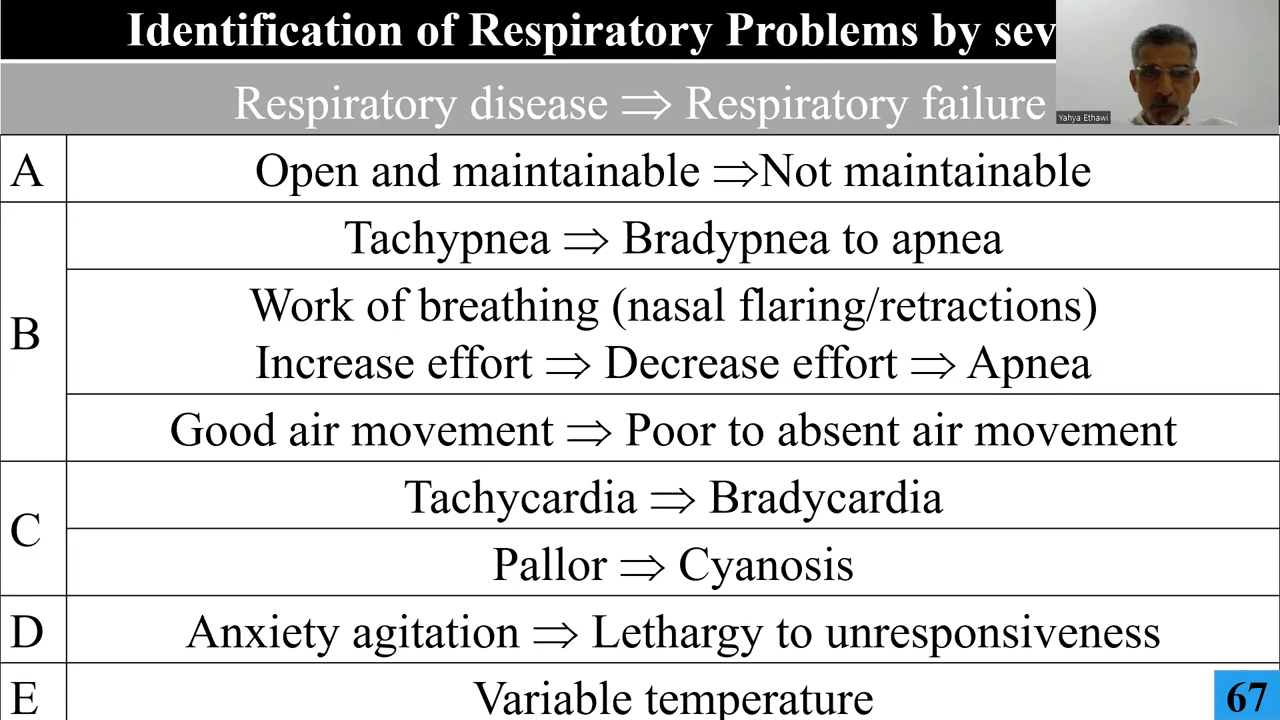 Identification of Respiratory Problems by sev
Respiratory disease ⇒ Respiratory failure
Yahya Ethawi
A
Open and maintainable ⇒Not maintainable
B
Tachypnea ⇒ Bradypnea to apnea
Work of breathing (nasal flaring/retractions)
Increase effort ⇒ Decrease effort ⇒ Apnea
Good air movement ⇒ Poor to absent air movement
C
Tachycardia ⇒ Bradycardia
Pallor ⇒ Cyanosis
D
Anxiety agitation ⇒ Lethargy to unresponsiveness
E
Variable temperature
67